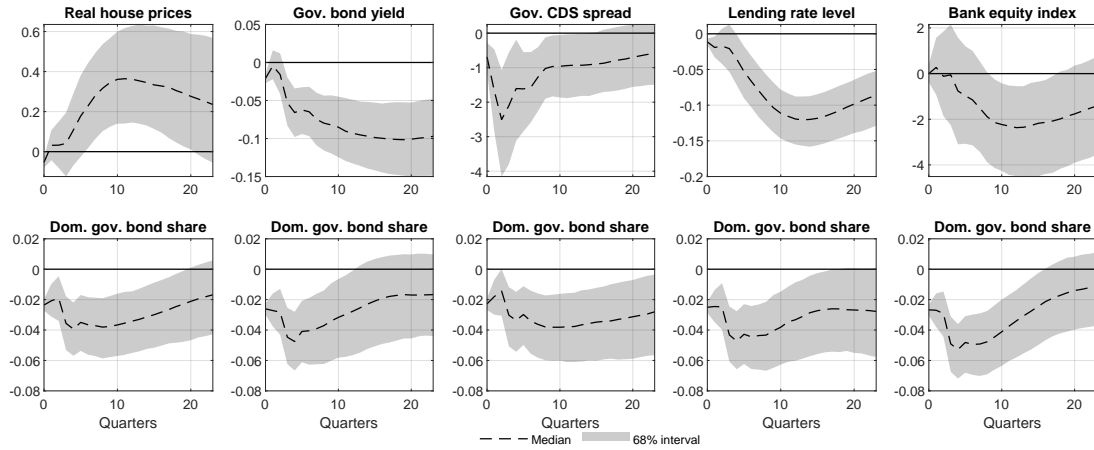 Real house prices
Gov. bond yield
Gov. CDS spread
Lending rate level
Bank equity index
0.6
0.4
0.2
0
0 10 20
0.05
0
-0.05
-0.1
-0.15
0 10 20
0
-1
-2
-3
-4
0 10 20
0
-0.05
-0.1
-0.15
-0.2
0 10 20
2
0
-2
-4
0 10 20
Dom. gov. bond share
Dom. gov. bond share
Dom. gov. bond share
Dom. gov. bond share
Dom. gov. bond share
0.02
0
-0.02
-0.04
-0.06
-0.08
0 10 20
Quarters
0.02
0
-0.02
-0.04
-0.06
-0.08
0 10 20
Quarters
0.02
0
-0.02
-0.04
-0.06
-0.08
0 10 20
Quarters
0.02
0
-0.02
-0.04
-0.06
-0.08
0 10 20
Quarters
0.02
0
-0.02
-0.04
-0.06
-0.08
0 10 20
Quarters
Median 68% interval